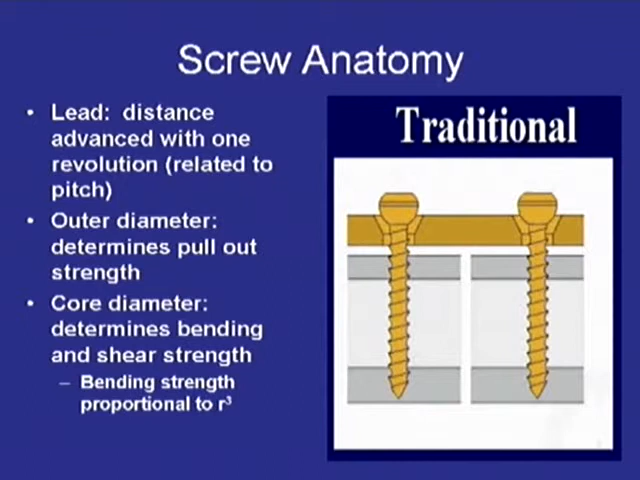 Screw Anatomy
• Lead: distance
advanced with one
revolution (related to
pitch)
• Outer diameter:
determines pull out
strength
• Core diameter:
determines bending
and shear strength
– Bending strength
proportional to r³
Traditional